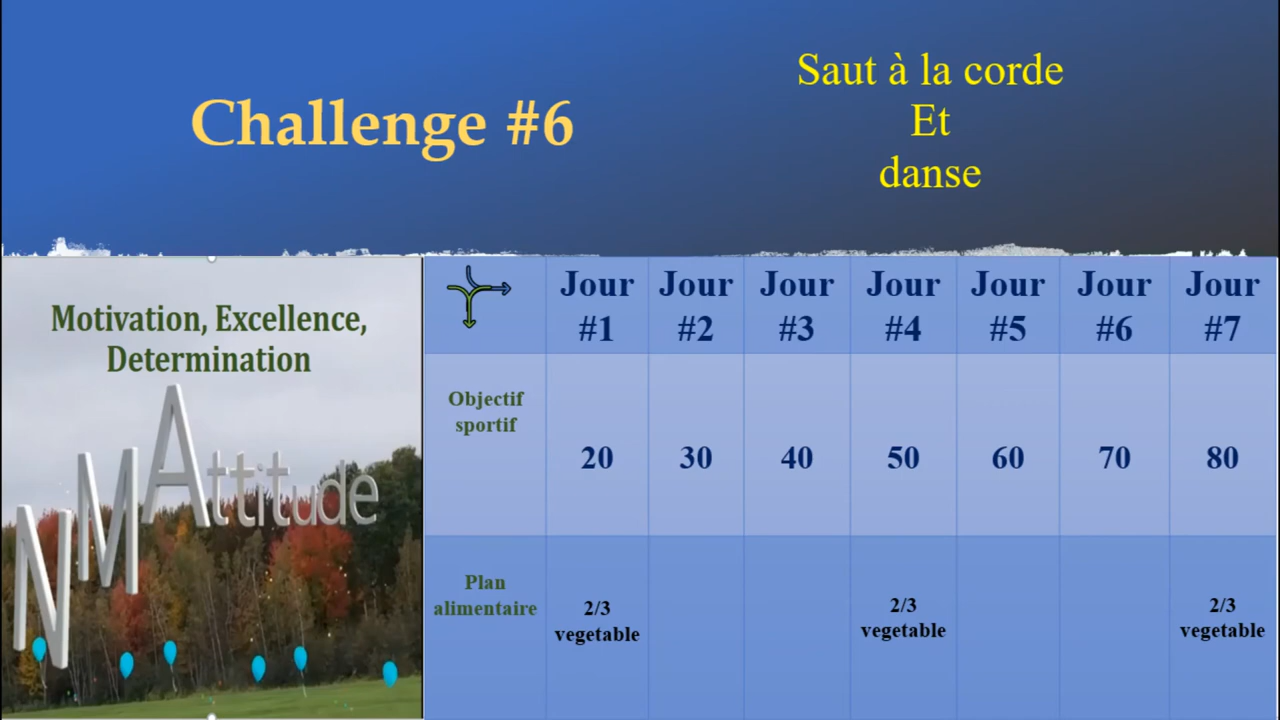 Challenge #6
Saut à la corde
Et
danse
Motivation, Excellence,
Determination
NMAttitude
Jour #1
Jour #2
Jour #3
Jour #4
Jour #5
Jour #6
Jour #7
Objectif
sportif
20 30 40 50 60 70 80
Plan
alimentaire
2/3
vegetable
2/3
vegetable
2/3
vegetable